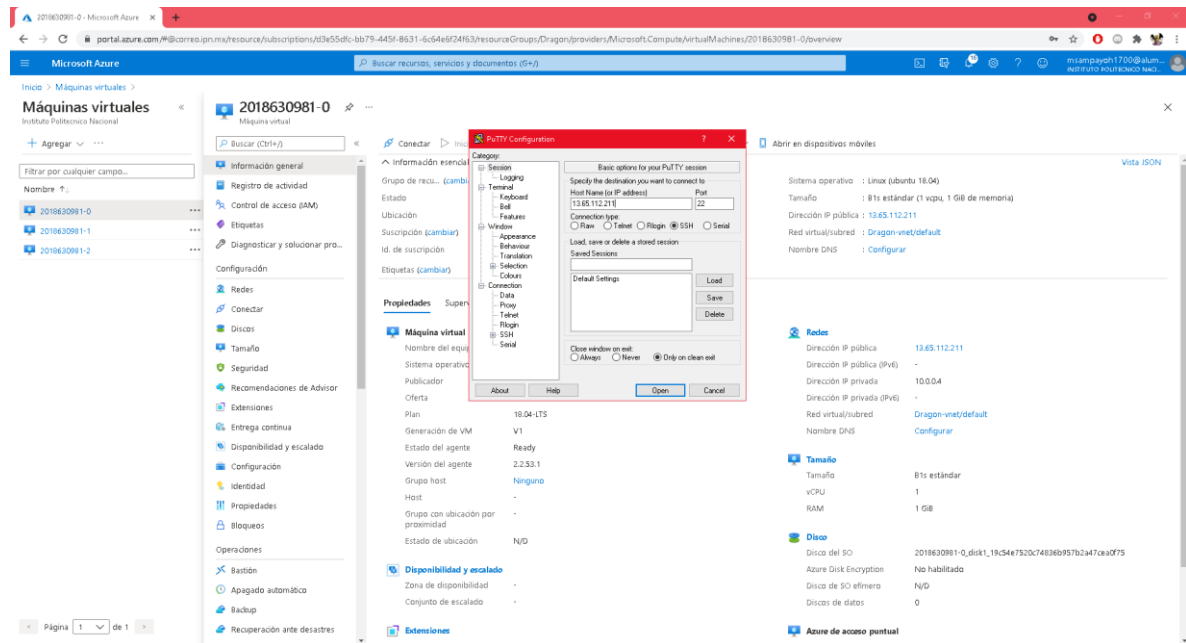 2018630981-0 - Microsoft Azure
portal.azure.com/#@correo.ipn.mx/resource/subscriptions/d3e55dfc-bb79-445f-8631-6c64e6f24f63/resourceGroups/Dragon/providers/Microsoft.Compute/virtualMachines/2018630981-0/overview
Microsoft Azure
Buscar recursos, servicios y documentos (G+/)
msampayoh1700@alum...
INSTITUTO POLITECNICO NACI...
Inicio > Máquinas virtuales >
Máquinas virtuales
Instituto Politecnico Nacional
+ Agregar
Filtrar por cualquier campo...
Nombre ↑↓
2018630981-0
2018630981-1
2018630981-2
Página 1 de 1
2018630981-0
Máquina virtual
Buscar (Ctrl+/)
Información general
Registro de actividad
Control de acceso (IAM)
Etiquetas
Diagnosticar y solucionar pro...
Configuración
Redes
Conectar
Discos
Tamaño
Seguridad
Recomendaciones de Advisor
Extensiones
Entrega continua
Disponibilidad y escalado
Configuración
Identidad
Propiedades
Bloqueos
Operaciones
Bastión
Apagado automático
Backup
Recuperación ante desastres
Conectar
Abrir en dispositivos móviles
Información esencial
Vista JSON
Grupo de recu... (cambi
Estado
Ubicación
Suscripción (cambiar)
Id. de suscripción
Etiquetas (cambiar)
Sistema operativo : Linux (ubuntu 18.04)
Tamaño : B1s estándar (1 vcpu, 1 GiB de memoria)
Dirección IP pública : 13.65.112.211
Red virtual/subred : Dragon-vnet/default
Nombre DNS : Configurar
PuTTY Configuration
? X
Category:
Session
Logging
Terminal
Keyboard
Bell
Features
Window
Appearance
Behaviour
Translation
Selection
Colours
Connection
Data
Proxy
Telnet
Rlogin
SSH
Serial
Basic options for your PuTTY session
Specify the destination you want to connect to
Host Name (or IP address) Port
13.65.112.211 22
Connection type:
Raw Telnet Rlogin SSH Serial
Load, save or delete a stored session
Saved Sessions
Default Settings
Load
Save
Delete
Close window on exit:
Always Never Only on clean exit
About Help Open Cancel
Propiedades Super
Máquina virtual
Nombre del equip
Sistema operativo
Publicador
Oferta
Plan 18.04-LTS
Generación de VM V1
Estado del agente Ready
Versión del agente 2.2.53.1
Grupo host Ninguno
Host -
Grupo con ubicación por proximidad -
Estado de ubicación N/D
Disponibilidad y escalado
Zona de disponibilidad -
Conjunto de escalado -
Extensiones
Redes
Dirección IP pública 13.65.112.211
Dirección IP pública (IPv6) -
Dirección IP privada 10.0.0.4
Dirección IP privada (IPv6) -
Red virtual/subred Dragon-vnet/default
Nombre DNS Configurar
Tamaño
Tamaño B1s estándar
vCPU 1
RAM 1 GiB
Disco
Disco del SO 2018630981-0_disk1_19c54e7520c74836b957b2a47cea0f75
Azure Disk Encryption No habilitado
Disco de SO efímero N/D
Discos de datos 0
Azure de acceso puntual